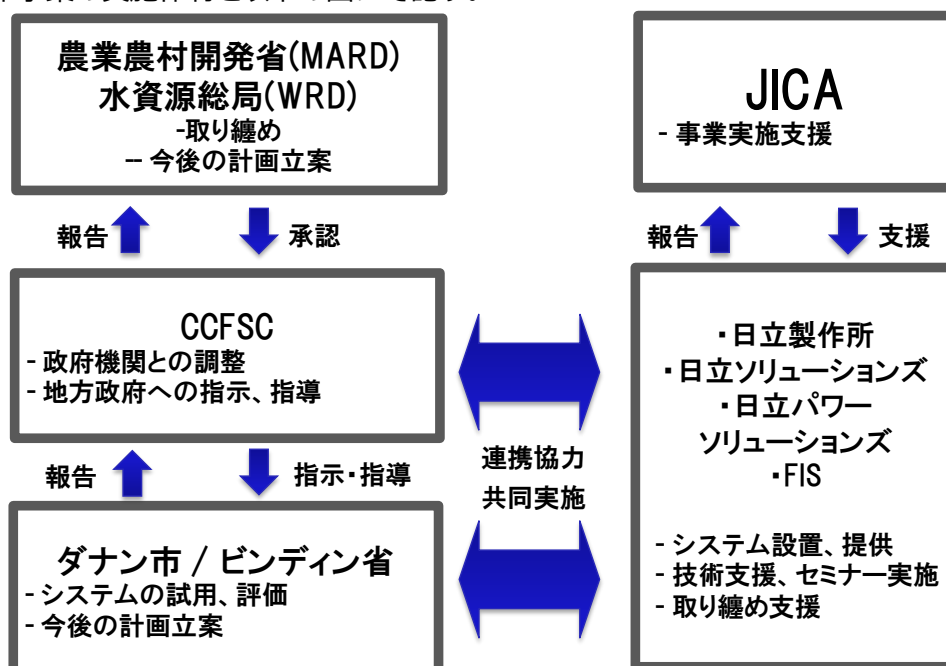 農業農村開発省(MARD)
水資源総局(WRD)
-取り纏め
-- 今後の計画立案
報告
承認
CCFSC
- 政府機関との調整
- 地方政府への指示、指導
報告
指示・指導
ダナン市 / ビンディン省
- システムの試用、評価
- 今後の計画立案
連携協力
共同実施
JICA
- 事業実施支援
報告
支援
・日立製作所
・日立ソリューションズ
・日立パワー
ソリューションズ
・FIS
- システム設置、提供
- 技術支援、セミナー実施
- 取り纏め支援